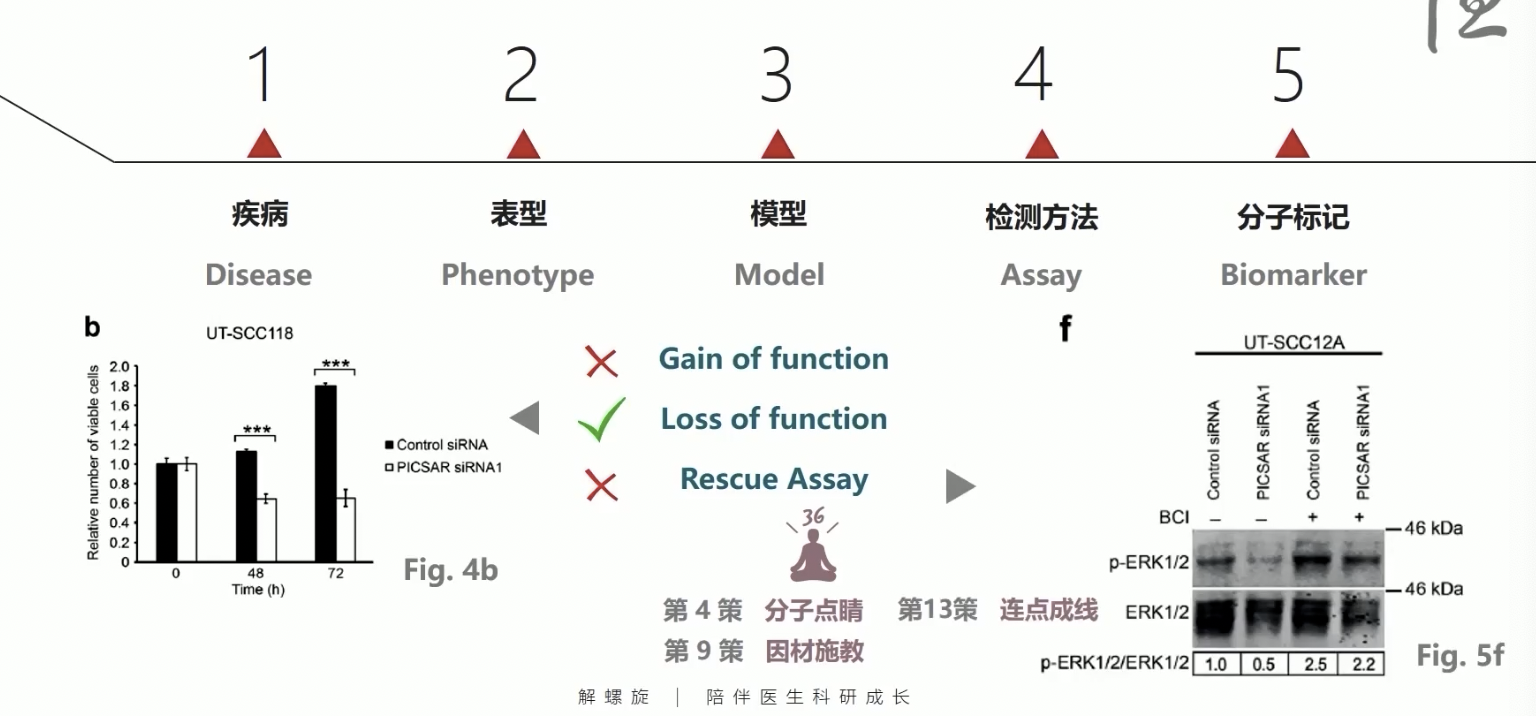 1 2 3 4 5
疾病 表型 模型 检测方法 分子标记
Disease Phenotype Model Assay Biomarker
b
UT-SCC118
Relative number of viable cells
2.0
1.8
1.6
1.4
1.2
1.0
0.8
0.6
0.4
0.2
0
***
***
0 48 72
Time (h)
Control siRNA
PICSAR siRNA1
Fig. 4b
Gain of function
Loss of function
Rescue Assay
36
第 4 策 分子点睛 第13策 连点成线
第 9 策 因材施教
f
UT-SCC12A
Control siRNA
PICSAR siRNA1
Control siRNA
PICSAR siRNA1
BCI – – + +
46 kDa
p-ERK1/2
46 kDa
ERK1/2
p-ERK1/2/ERK1/2 1.0 0.5 2.5 2.2
Fig. 5f
解螺旋 | 陪伴医生科研成长